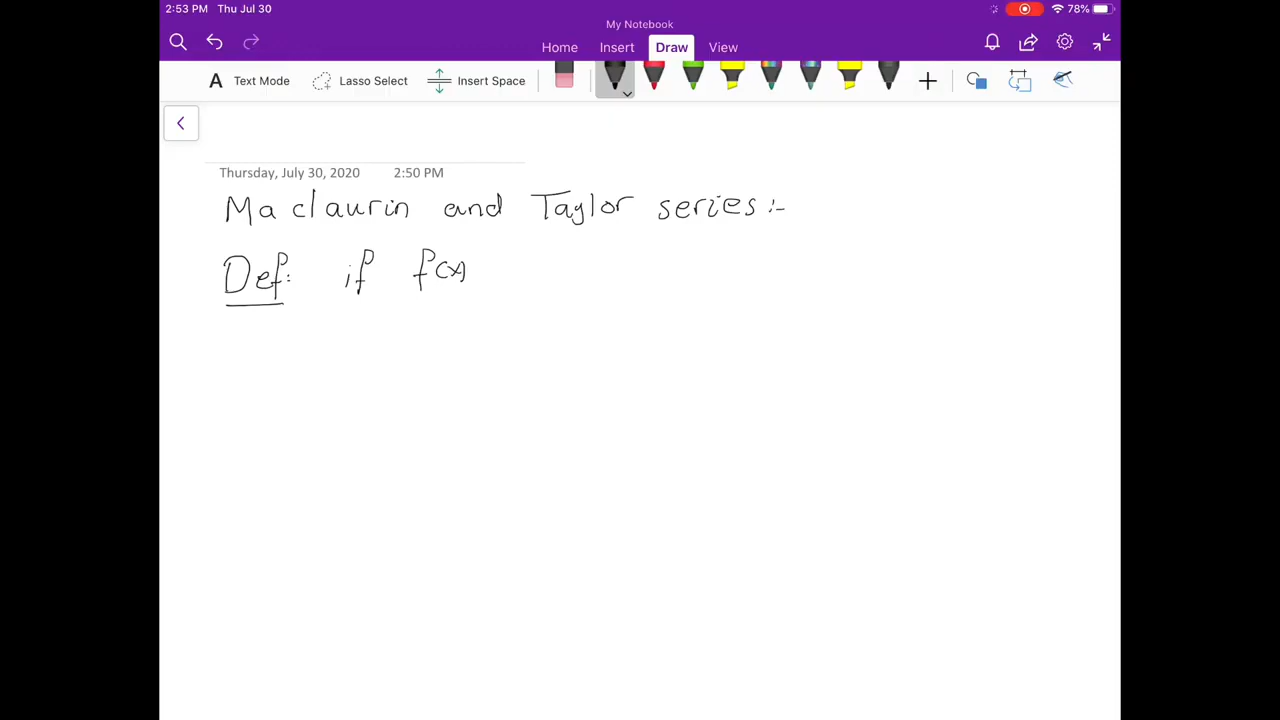 2:53 PM Thu Jul 30
78%
My Notebook
Home Insert Draw View
Text Mode Lasso Select Insert Space
Thursday, July 30, 2020 2:50 PM
Maclaurin and Taylor series:-
Def: if f(x)